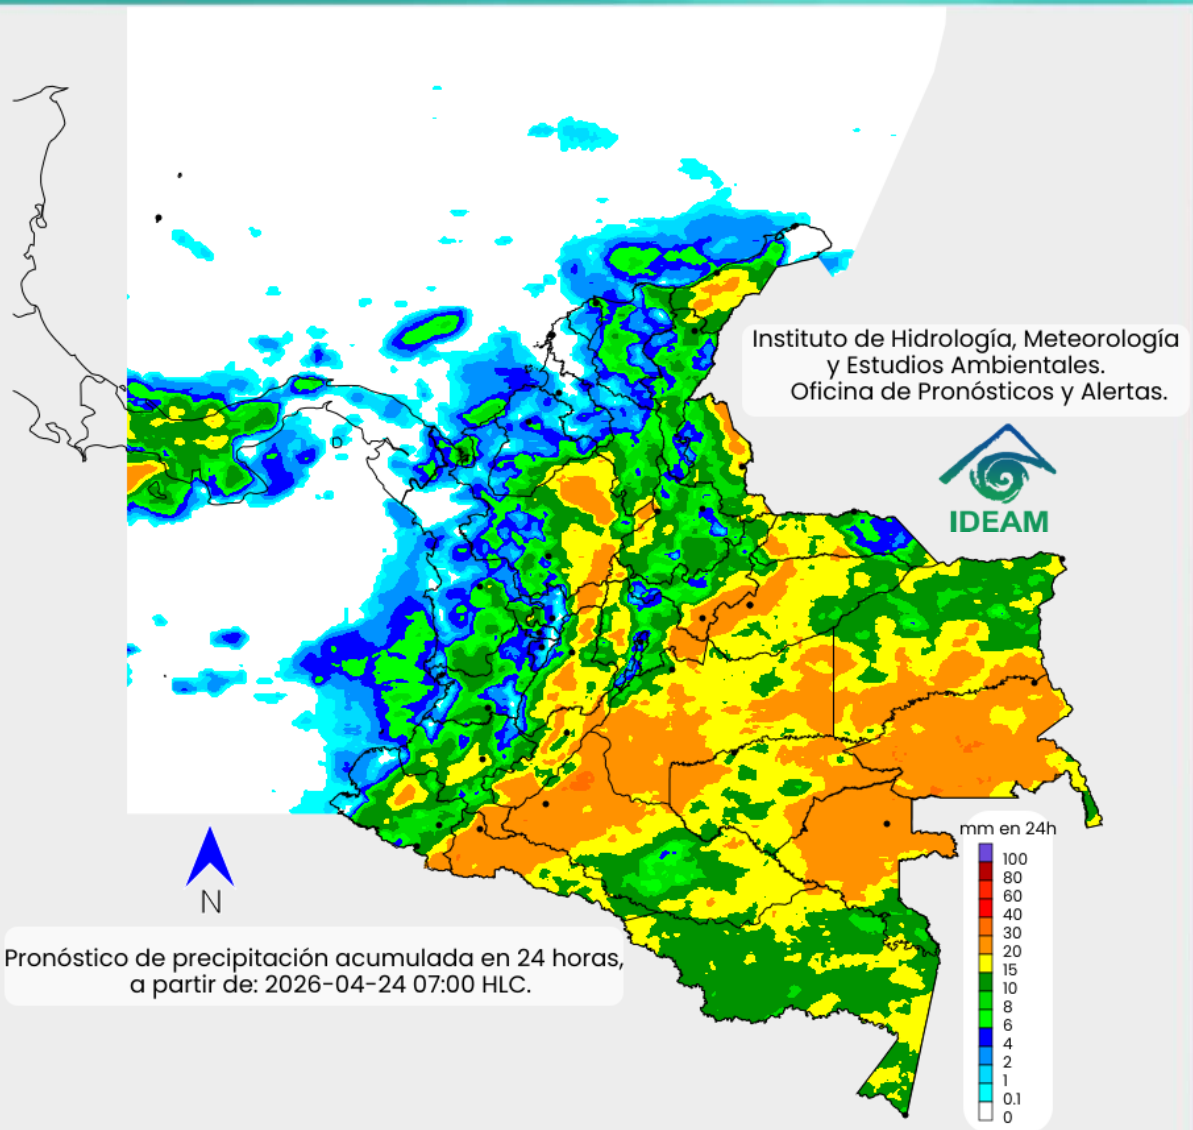 Instituto de Hidrología, Meteorología
y Estudios Ambientales.
Oficina de Pronósticos y Alertas.
IDEAM
mm en 24h
100
80
60
40
30
20
15
10
8
6
4
2
1
0.1
0
N
Pronóstico de precipitación acumulada en 24 horas,
a partir de: 2026-04-24 07:00 HLC.